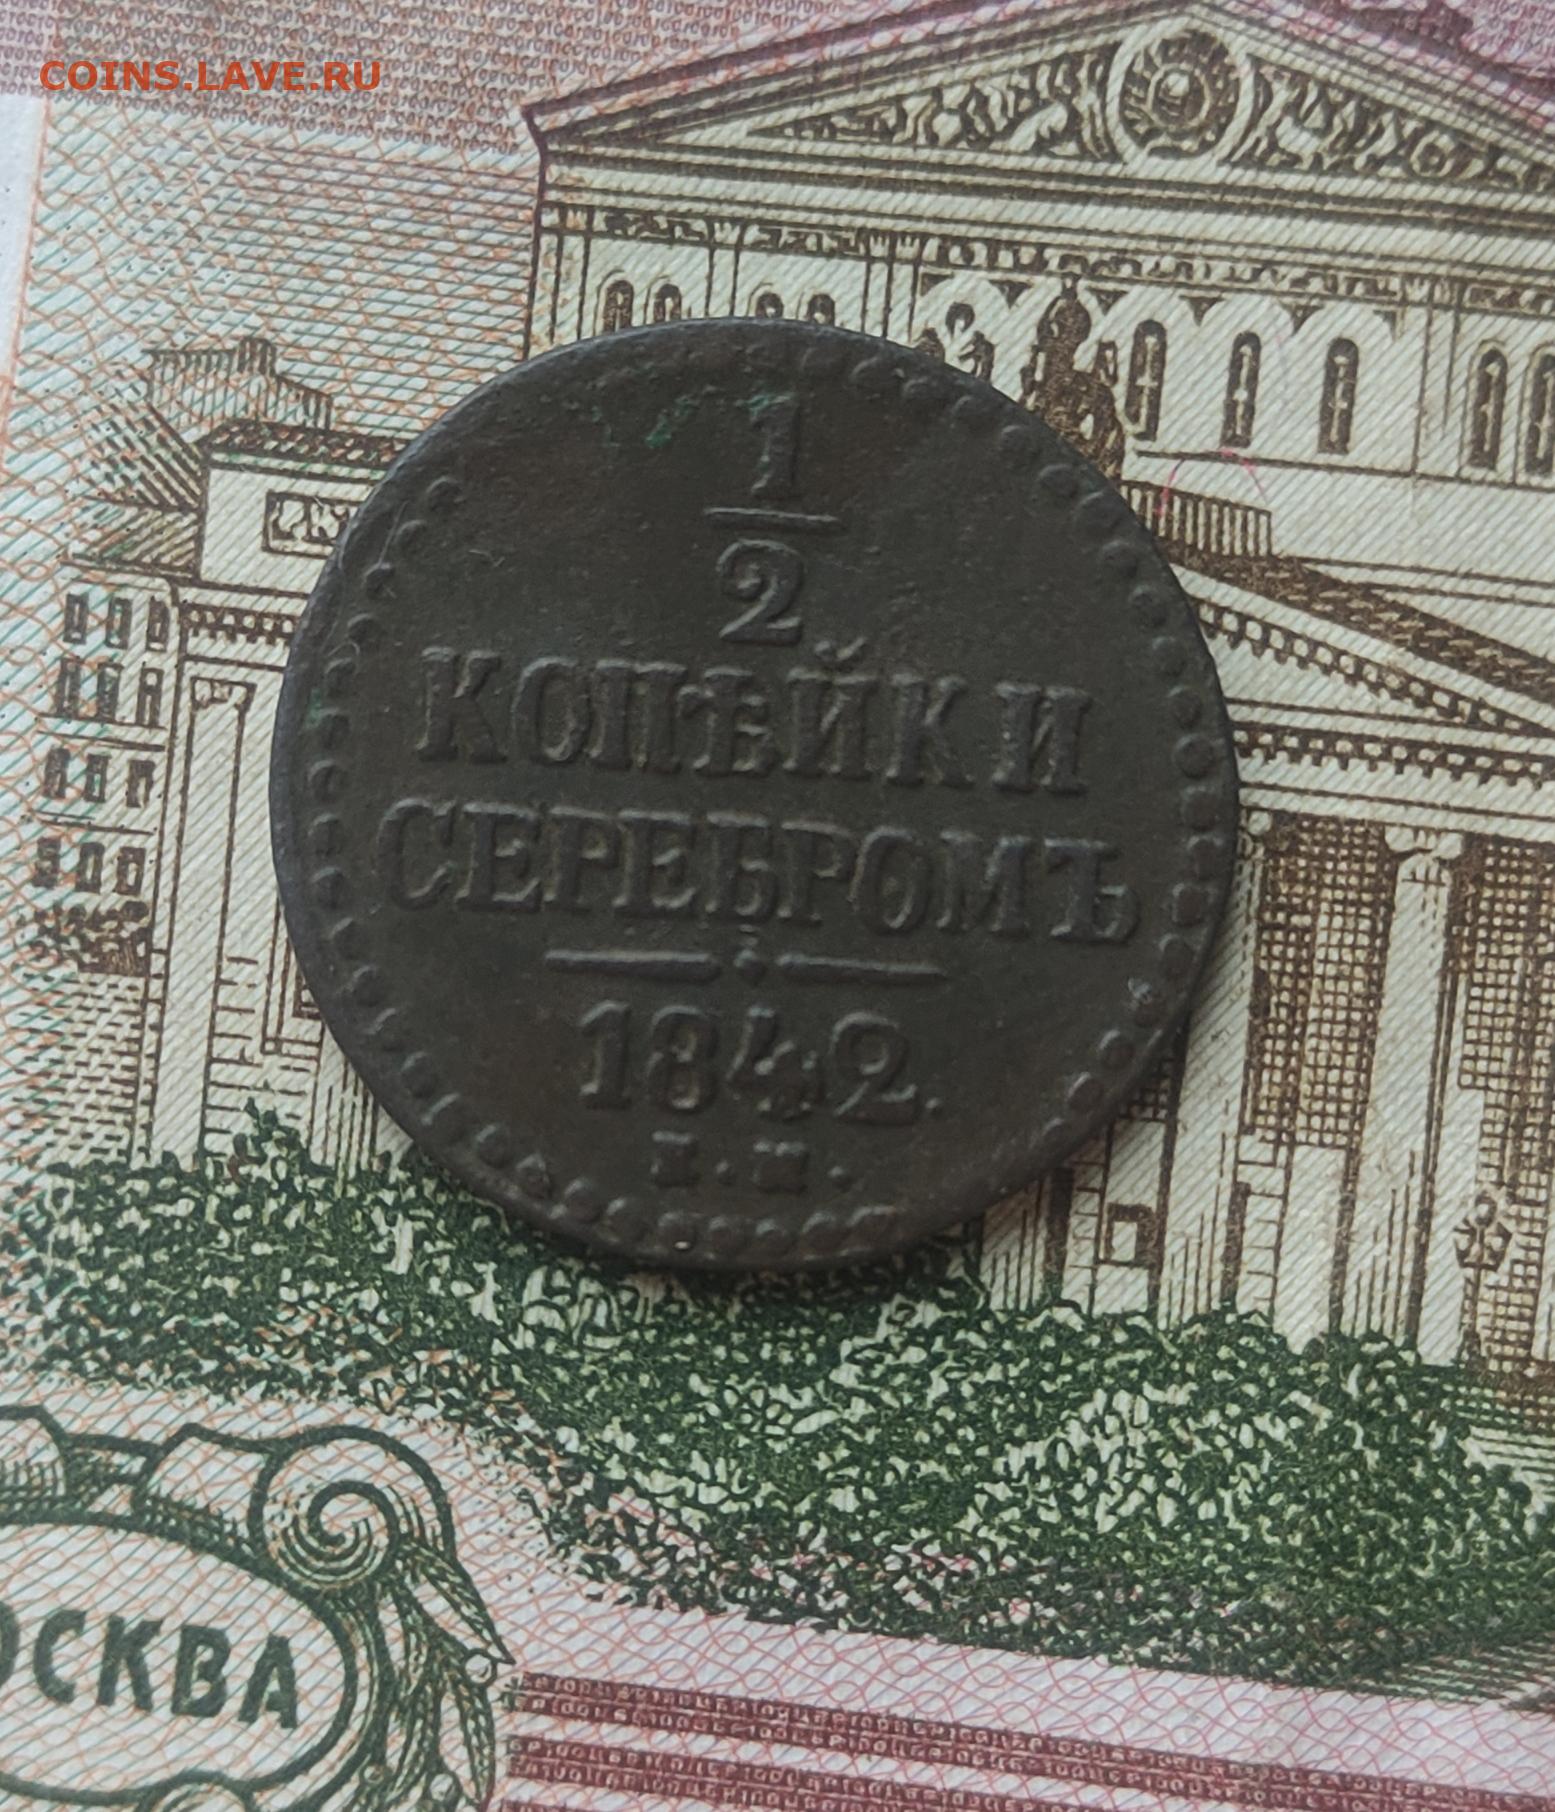 COINS.LAVE.RU
1
2
КОПѢЙКИ
СЕРЕБРОМЪ
1842.
ОСКВА